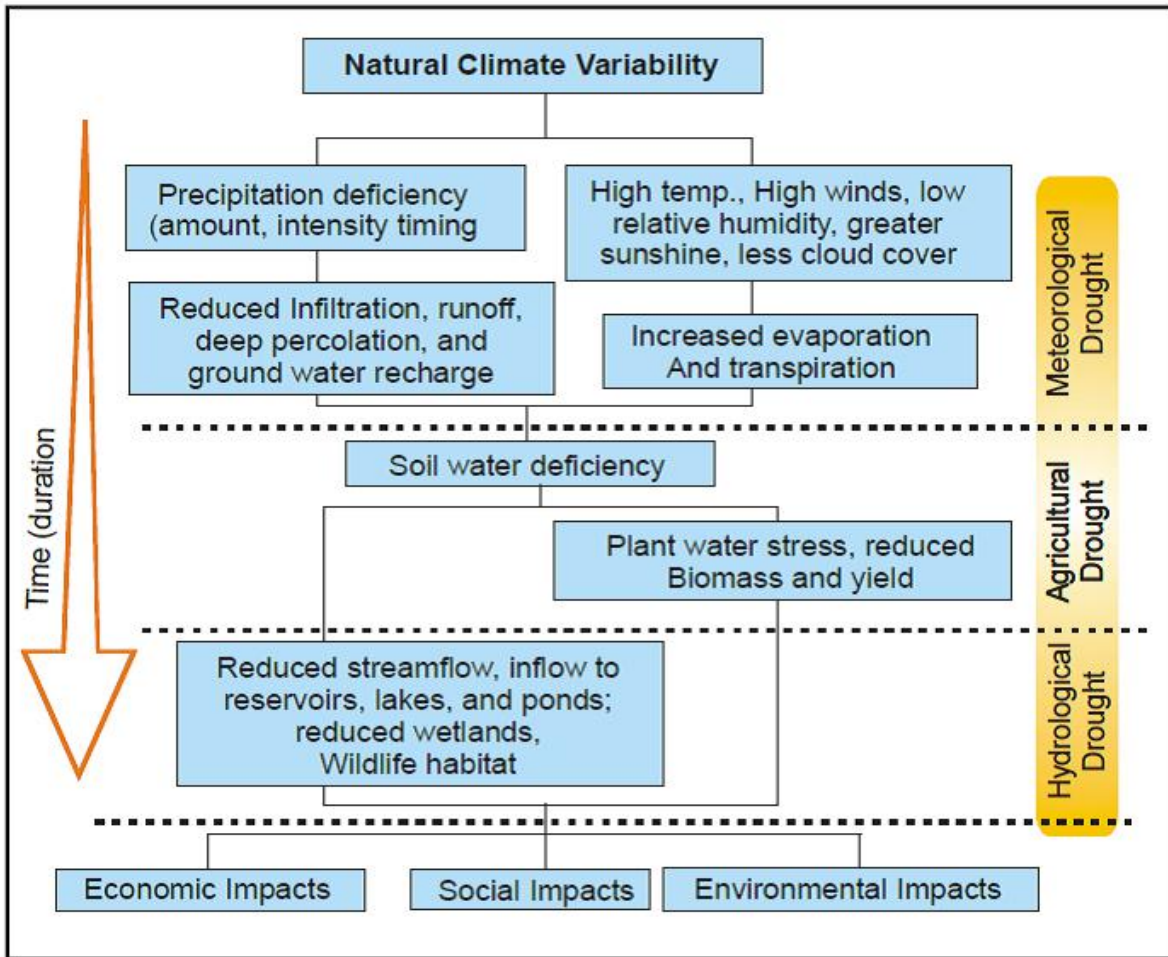 Natural Climate Variability
Precipitation deficiency
(amount, intensity timing
High temp., High winds, low
relative humidity, greater
sunshine, less cloud cover
Reduced Infiltration, runoff,
deep percolation, and
ground water recharge
Increased evaporation
And transpiration
Soil water deficiency
Plant water stress, reduced
Biomass and yield
Reduced streamflow, inflow to
reservoirs, lakes, and ponds;
reduced wetlands,
Wildlife habitat
Economic Impacts
Social Impacts
Environmental Impacts
Time (duration
Meteorological
Drought
Agricultural
Drought
Hydrological
Drought